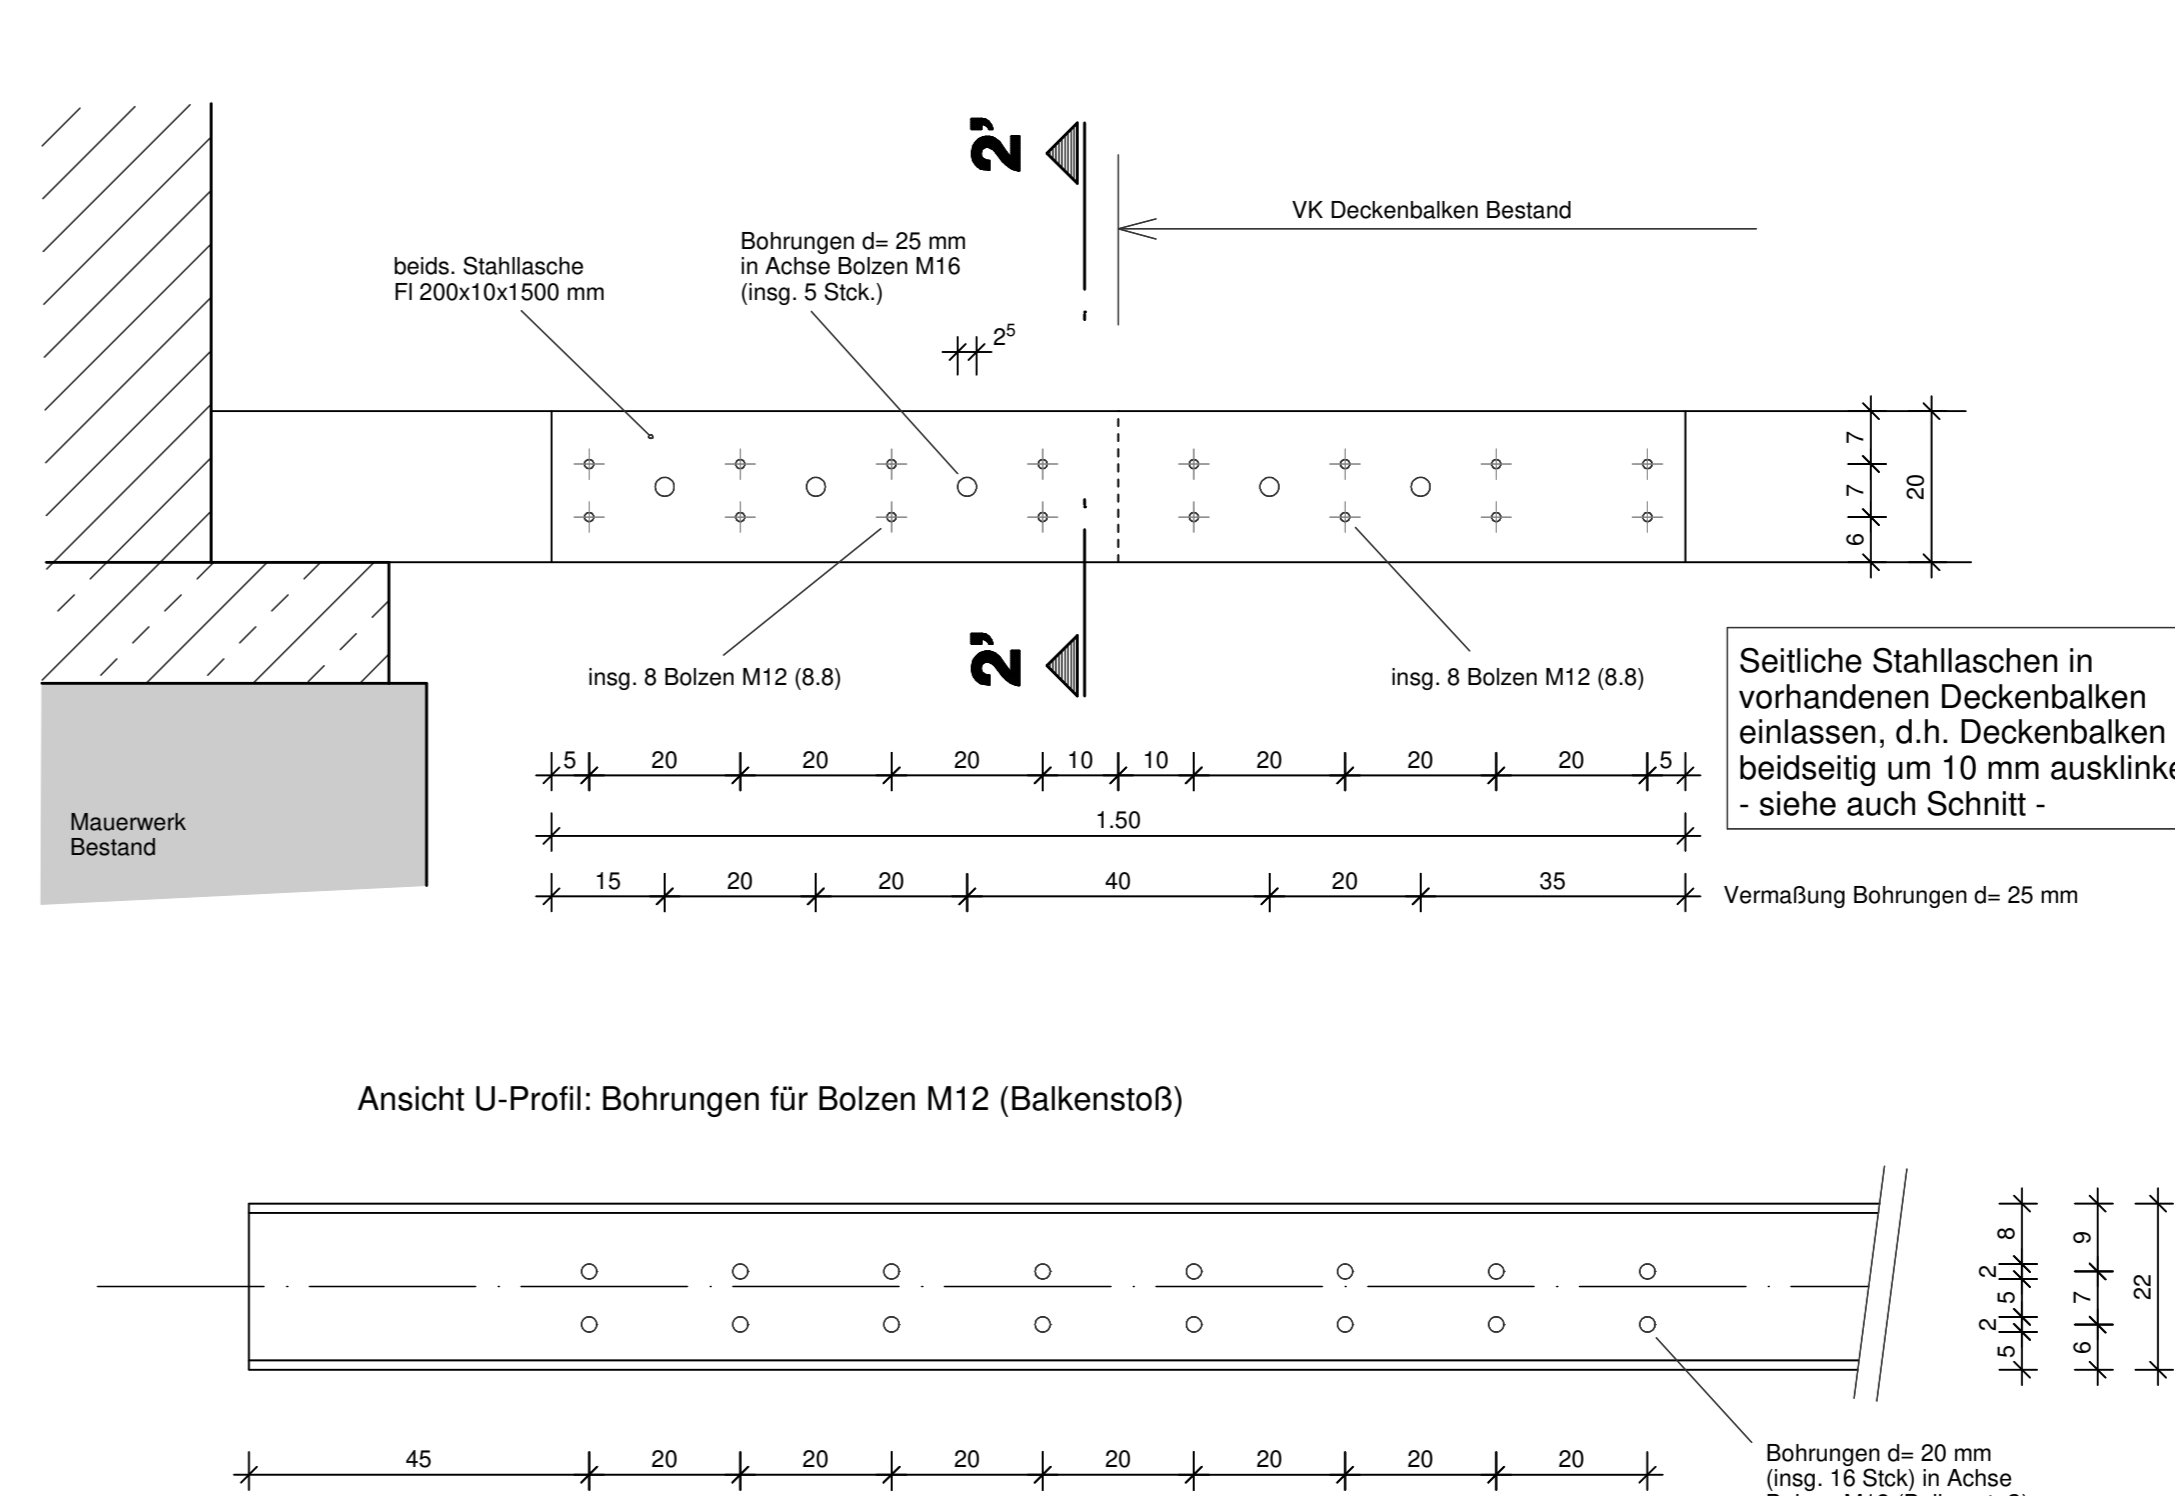 2'
VK Deckenbalken Bestand
beids. Stahllasche
Fl 200x10x1500 mm
Bohrungen d= 25 mm
in Achse Bolzen M16
(insg. 5 Stck.)
2⁵
7
7
6
20
insg. 8 Bolzen M12 (8.8)
2'
insg. 8 Bolzen M12 (8.8)
Seitliche Stahllaschen in
vorhandenen Deckenbalken
einlassen, d.h. Deckenbalken
beidseitig um 10 mm ausklinke
- siehe auch Schnitt -
5 20 20 20 10 10 20 20 20 5
1.50
15 20 20 40 20 35
Vermaßung Bohrungen d= 25 mm
Mauerwerk
Bestand
Ansicht U-Profil: Bohrungen für Bolzen M12 (Balkenstoß)
8
2
5
2
5
9
7
6
22
45 20 20 20 20 20 20 20
Bohrungen d= 20 mm
(insg. 16 Stck) in Achse